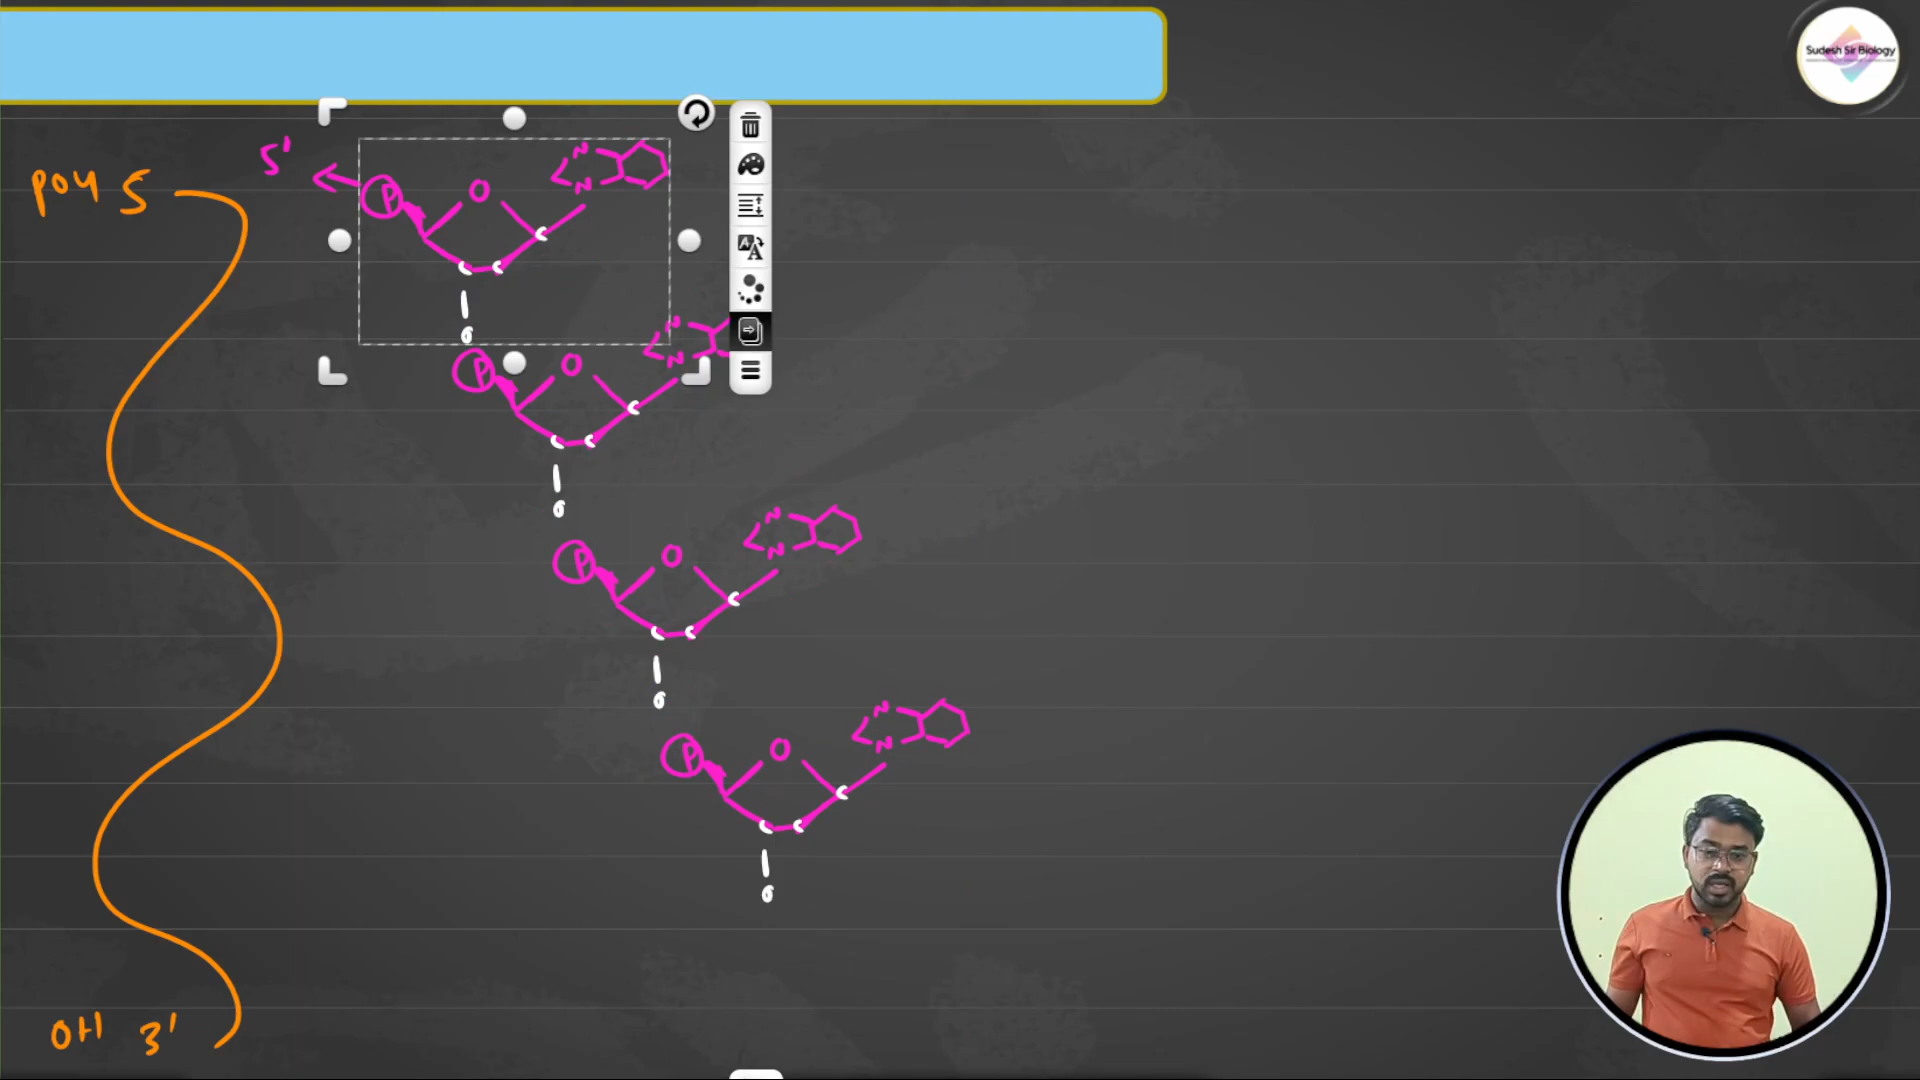 Sudesh Sir Biology
5'
PO4 5
P O N N
C C C
O
P O N N
C C C
O
P O N N
C C C
O
P O N N
C C C
O
OH 3'